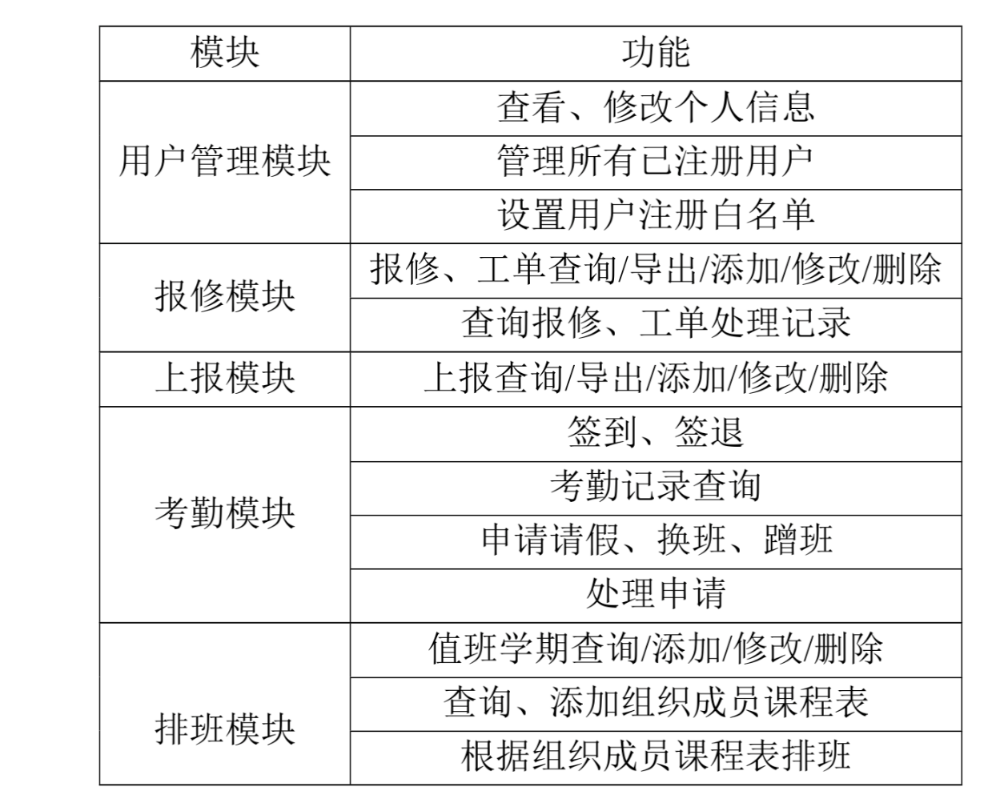 模块
功能
用户管理模块
查看、修改个人信息
管理所有已注册用户
设置用户注册白名单
报修模块
报修、工单查询/导出/添加/修改/删除
查询报修、工单处理记录
上报模块
上报查询/导出/添加/修改/删除
考勤模块
签到、签退
考勤记录查询
申请请假、换班、蹭班
处理申请
排班模块
值班学期查询/添加/修改/删除
查询、添加组织成员课程表
根据组织成员课程表排班